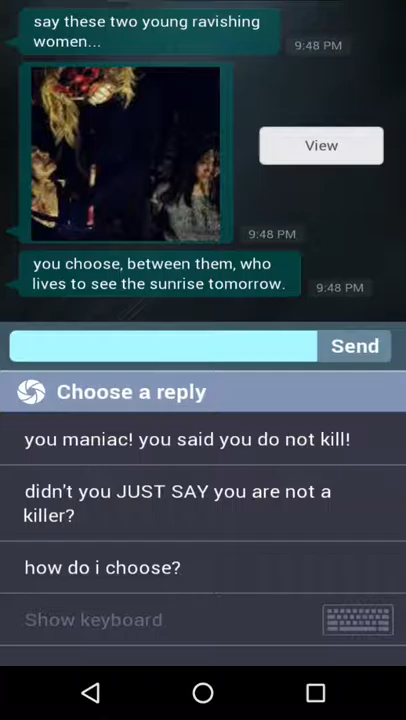 say these two young ravishing
women...
9:48 PM
View
9:48 PM
you choose, between them, who
lives to see the sunrise tomorrow.
9:48 PM
Send
Choose a reply
you maniac! you said you do not kill!
didn't you JUST SAY you are not a
killer?
how do i choose?
Show keyboard